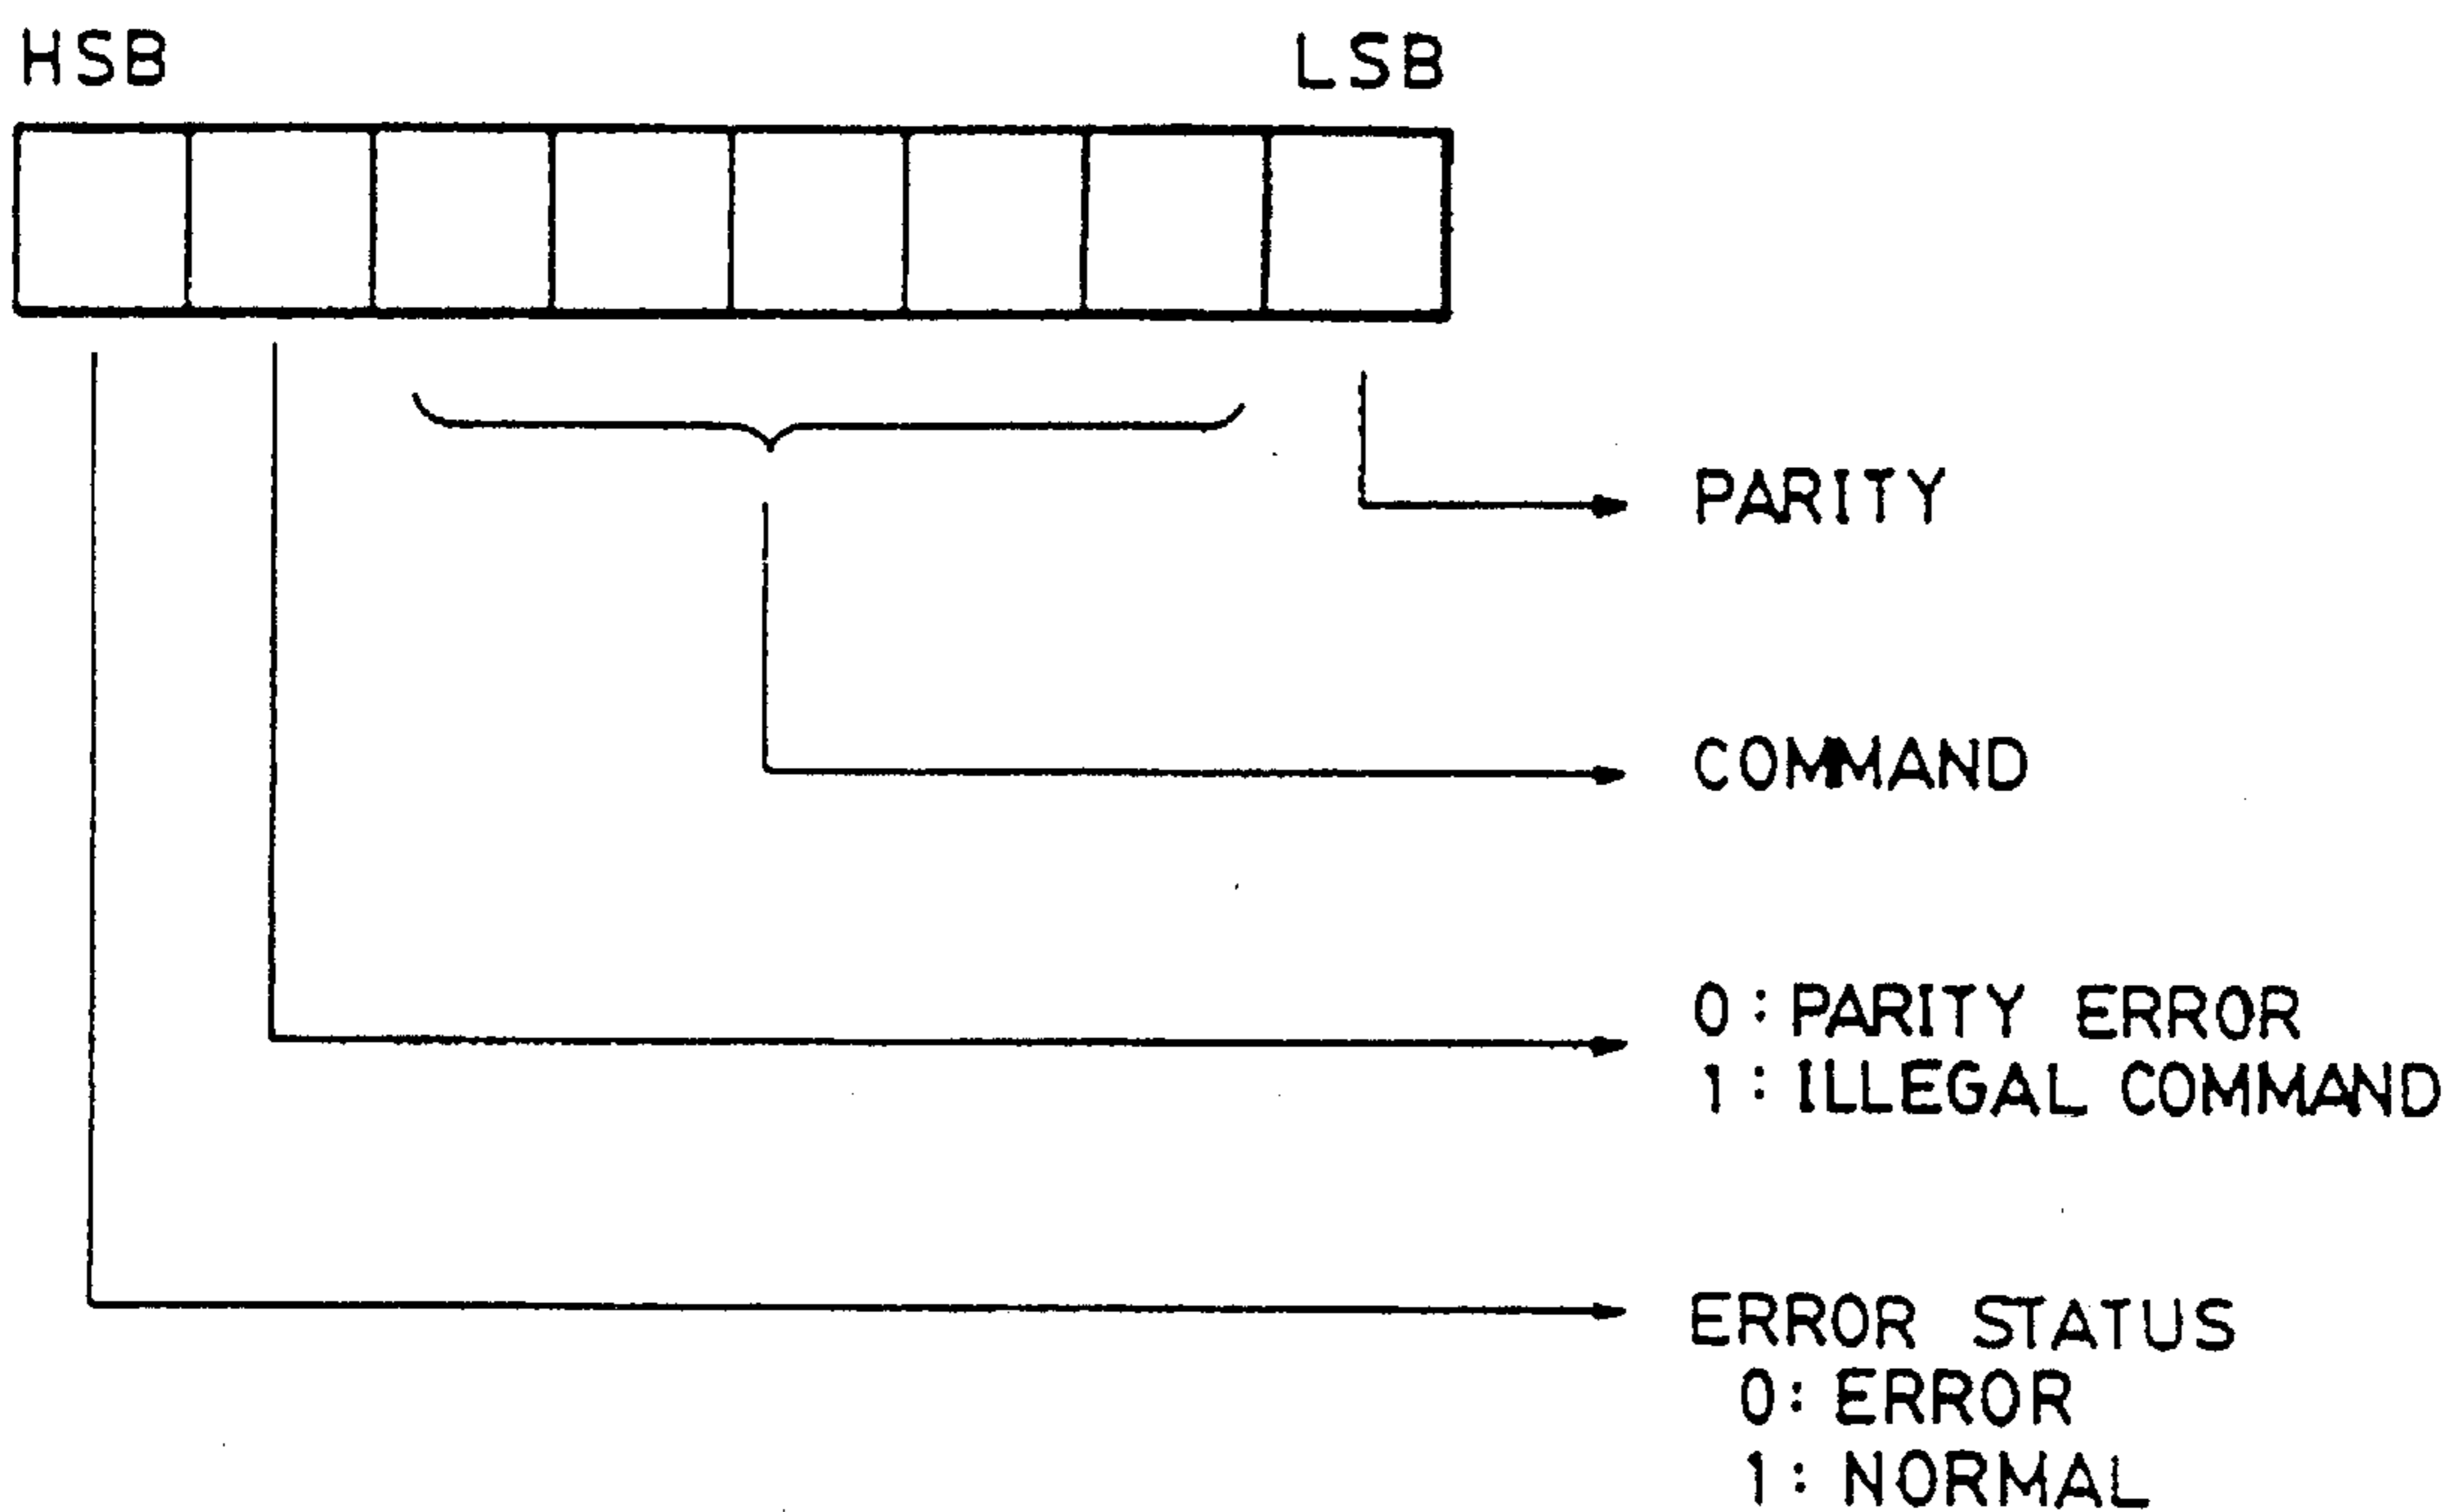 HSB
LSB
PARITY
COMMAND
0: PARITY ERROR
1: ILLEGAL COMMAND
ERROR STATUS
0: ERROR
1: NORMAL